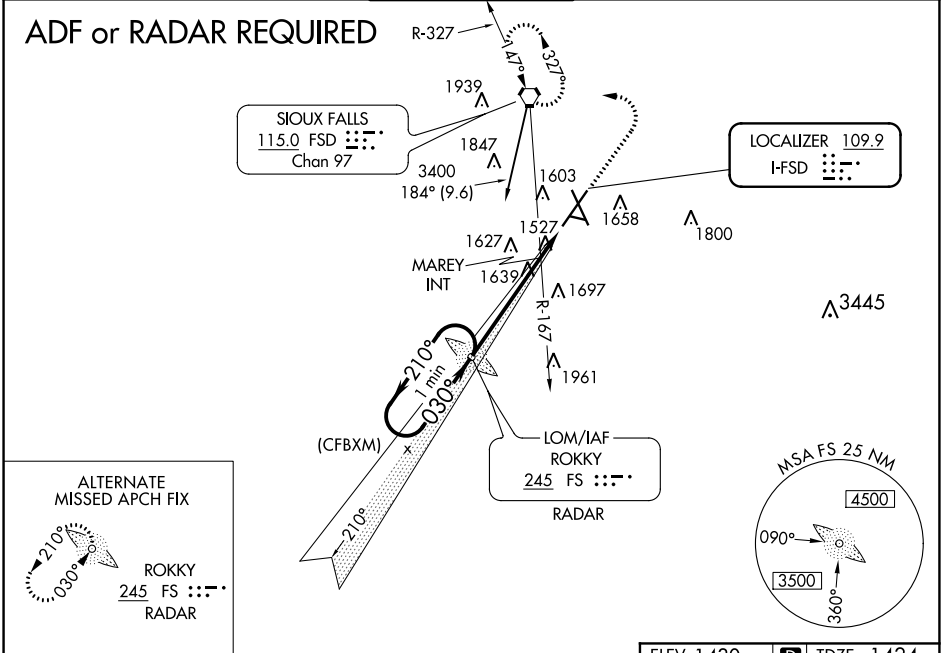 ADF or RADAR REQUIRED
R-327
147°
327°
1939
SIOUX FALLS
115.0 FSD
Chan 97
LOCALIZER 109.9
I-FSD
1847
3400
184° (9.6)
1603
1658
1800
1527
1627
MAREY
INT
1639
1697
R-167
3445
1961
210°
1 min
030°
(CFBXM)
LOM/IAF
ROKKY
245 FS
RADAR
210°
ALTERNATE
MISSED APCH FIX
210°
030°
ROKKY
245 FS
RADAR
MSA FS 25 NM
4500
090°
3500
360°